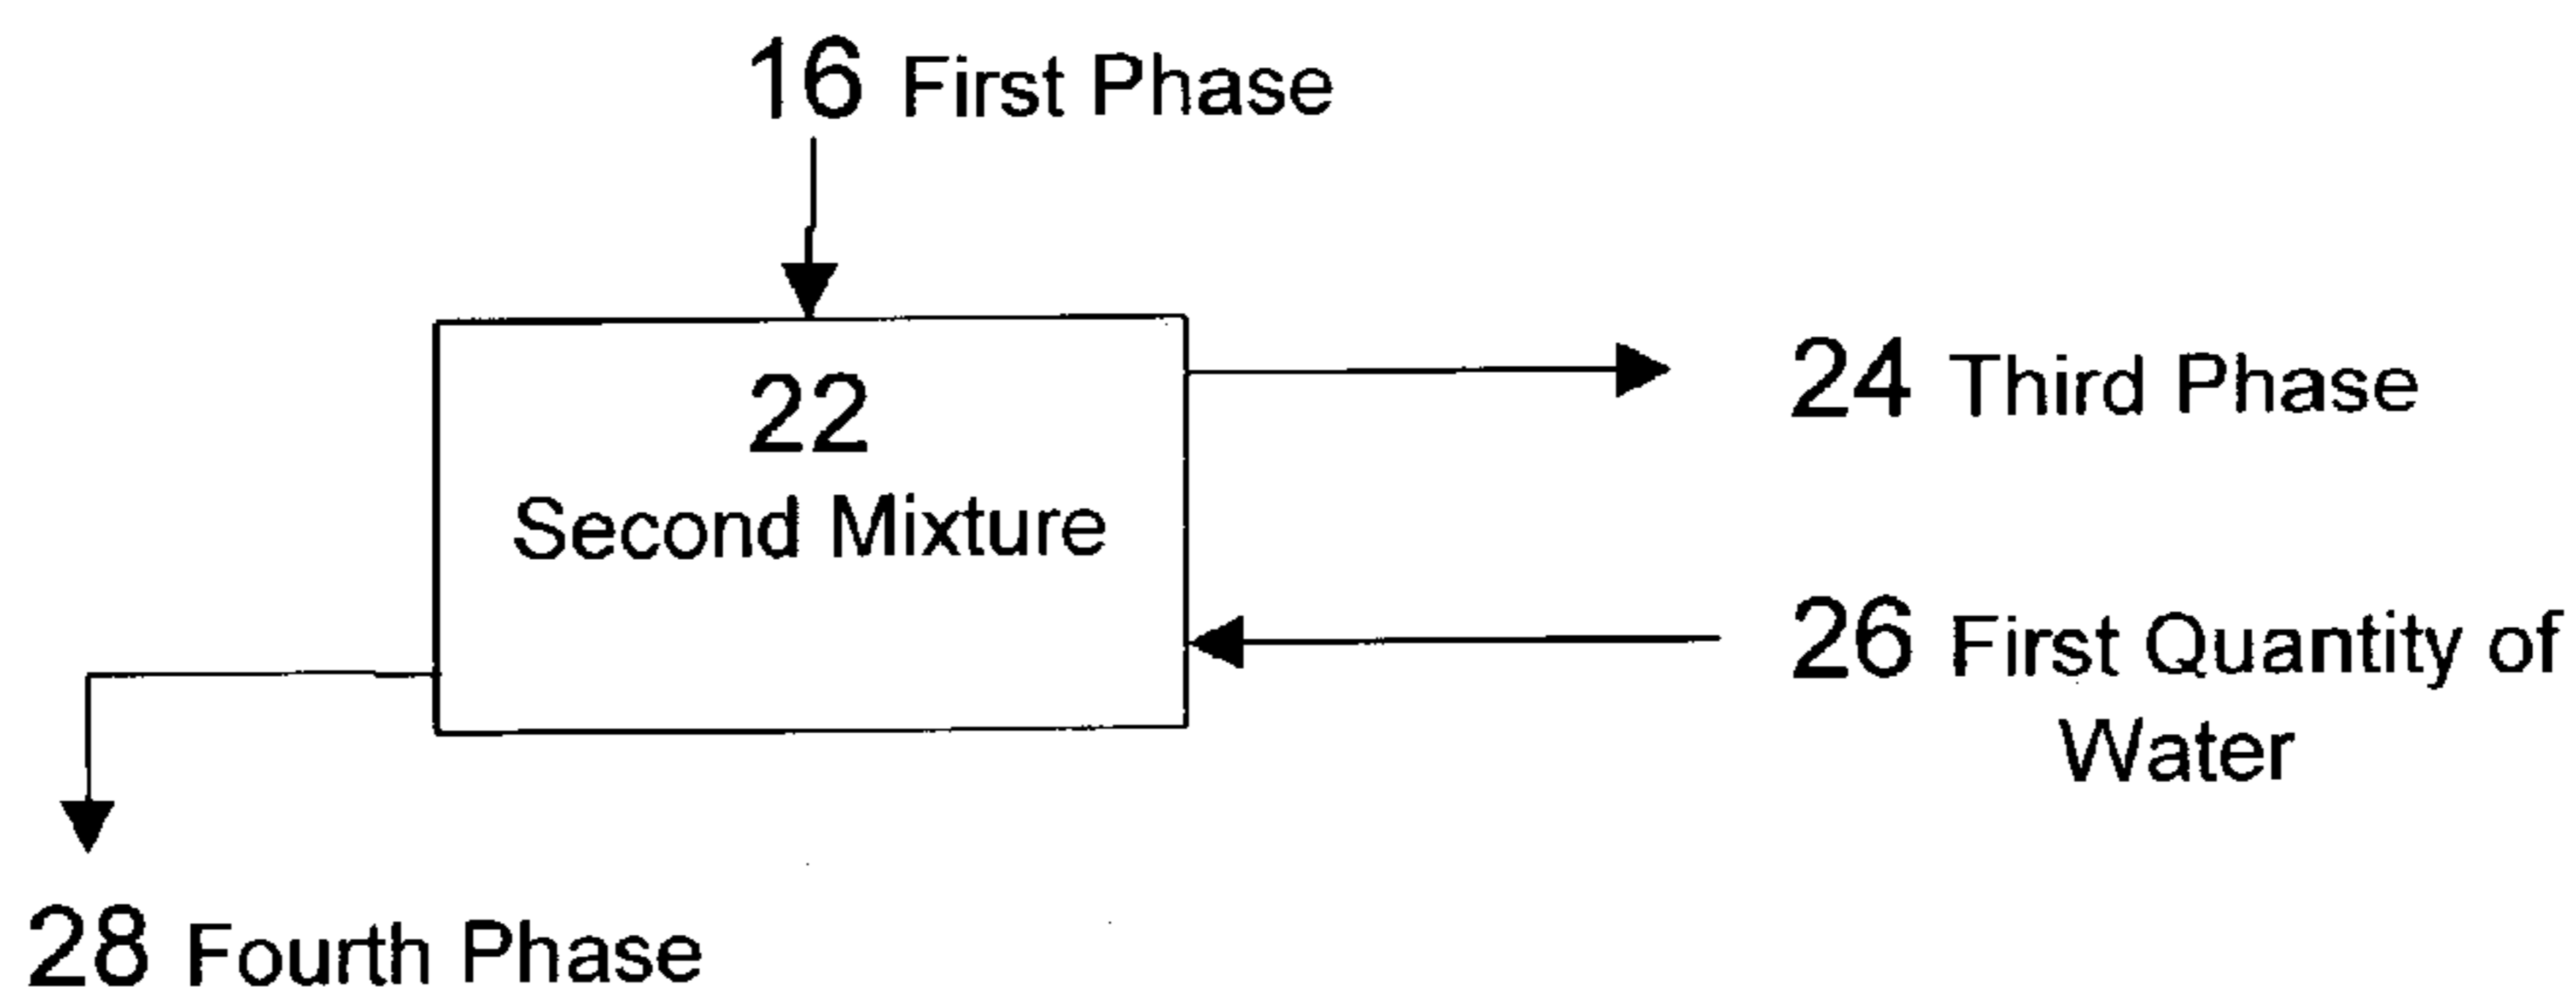 16 First Phase
22
Second Mixture
24 Third Phase
26 First Quantity of
Water
28 Fourth Phase